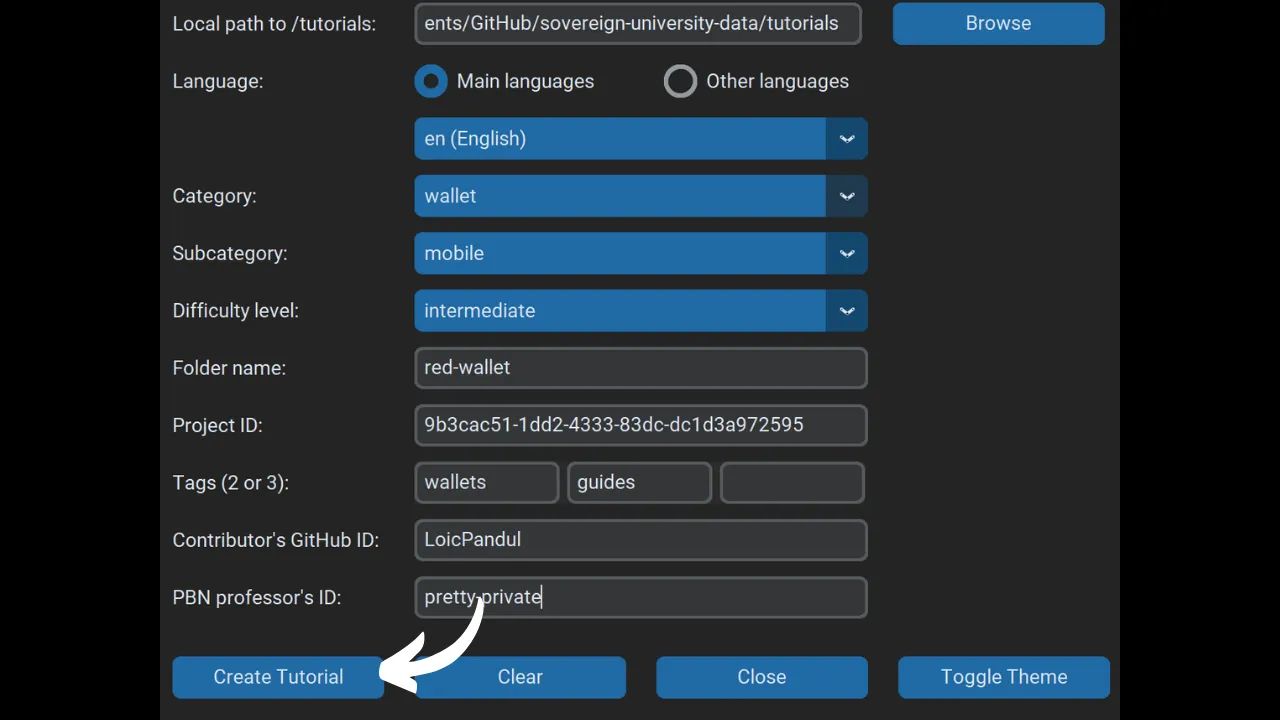 Local path to /tutorials: ents/GitHub/sovereign-university-data/tutorials Browse
Language: Main languages Other languages
en (English)
Category: wallet
Subcategory: mobile
Difficulty level: intermediate
Folder name: red-wallet
Project ID: 9b3cac51-1dd2-4333-83dc-dc1d3a972595
Tags (2 or 3): wallets guides
Contributor's GitHub ID: LoicPandul
PBN professor's ID: pretty-private
Create Tutorial Clear Close Toggle Theme